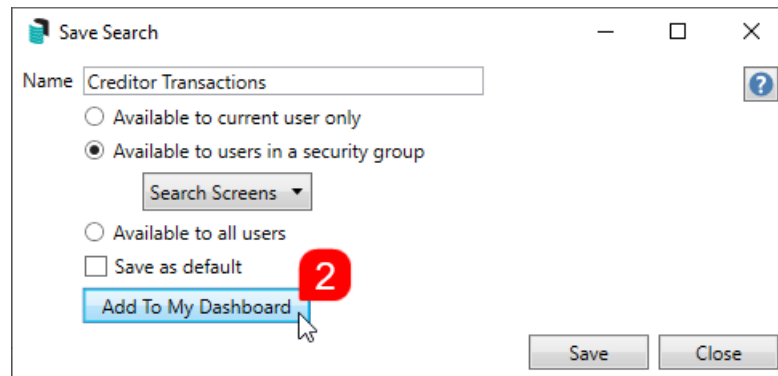 Save Search
Name Creditor Transactions
?
Available to current user only
Available to users in a security group
Search Screens
Available to all users
Save as default
2
Add To My Dashboard
Save Close